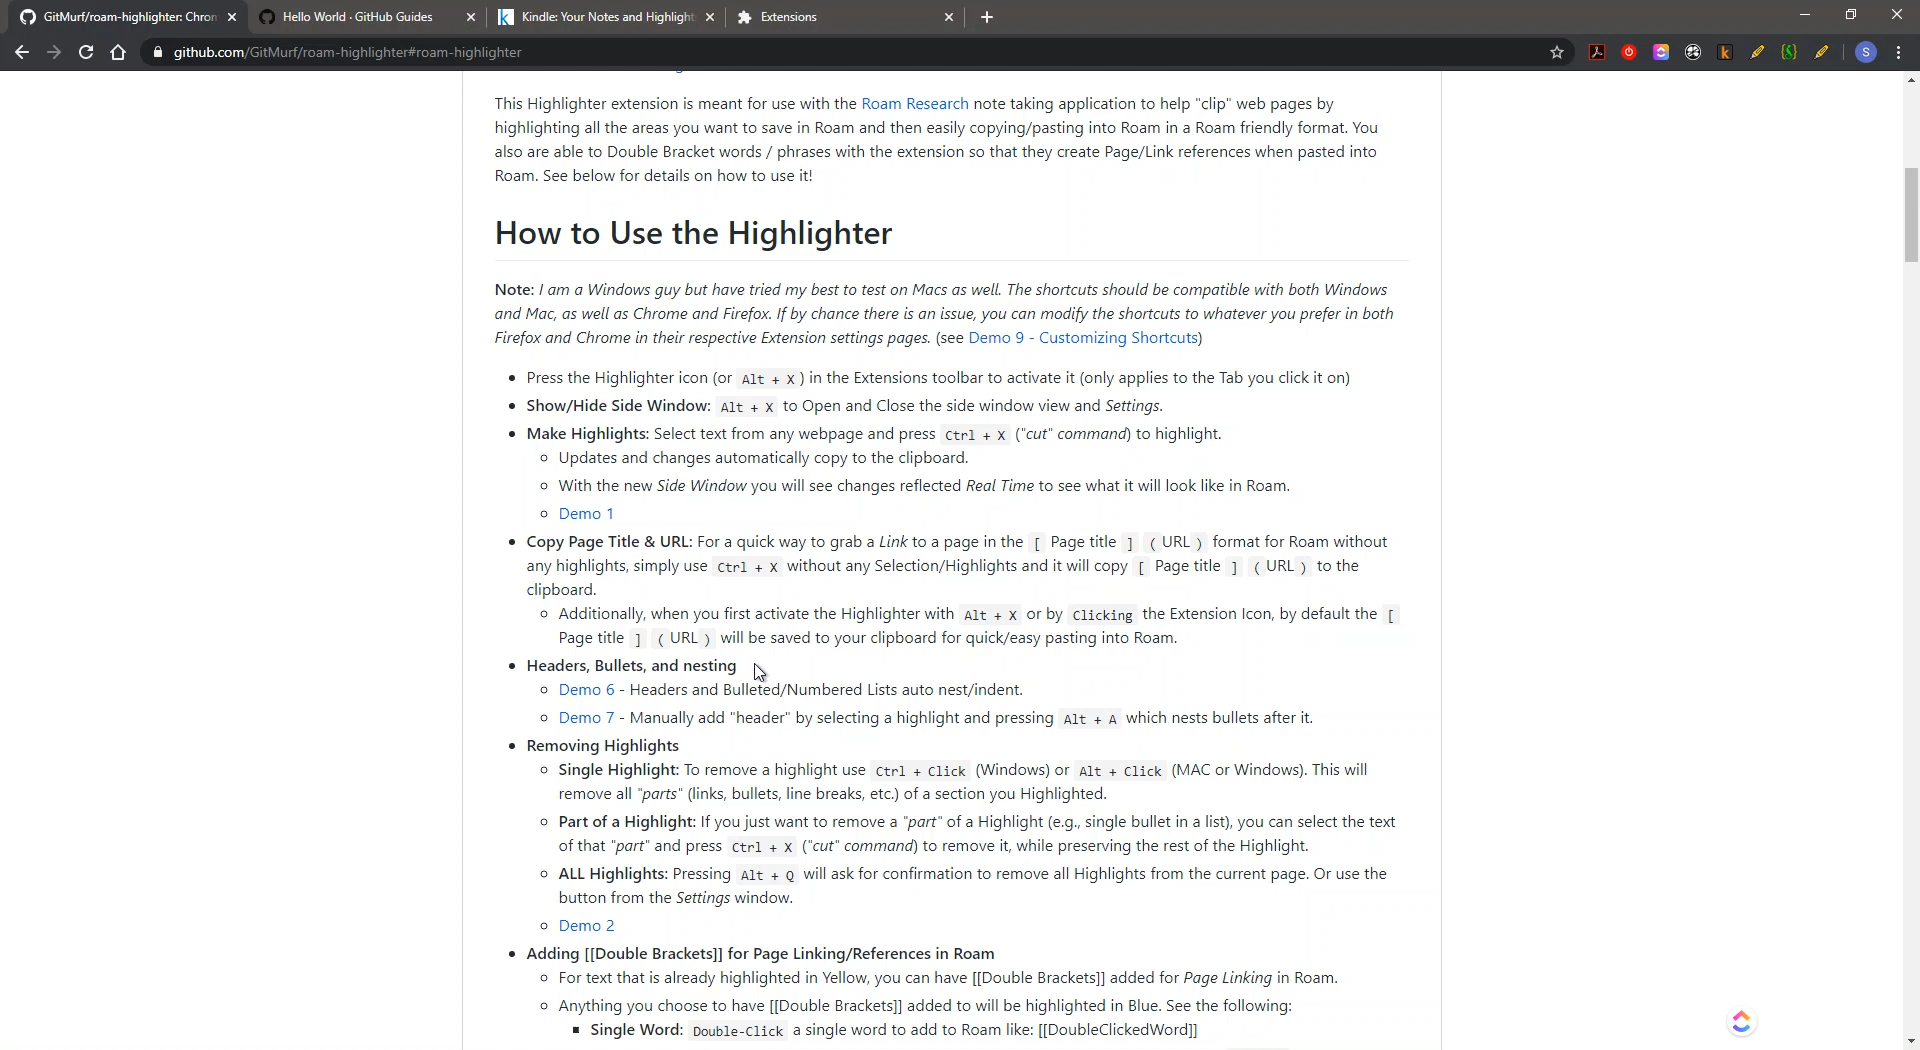 GitMurf/roam-highlighter: Chron
Hello World · GitHub Guides
Kindle: Your Notes and Highlight
Extensions
github.com/GitMurf/roam-highlighter#roam-highlighter
S
This Highlighter extension is meant for use with the Roam Research note taking application to help "clip" web pages by
highlighting all the areas you want to save in Roam and then easily copying/pasting into Roam in a Roam friendly format. You
also are able to Double Bracket words / phrases with the extension so that they create Page/Link references when pasted into
Roam. See below for details on how to use it!
How to Use the Highlighter
Note: I am a Windows guy but have tried my best to test on Macs as well. The shortcuts should be compatible with both Windows
and Mac, as well as Chrome and Firefox. If by chance there is an issue, you can modify the shortcuts to whatever you prefer in both
Firefox and Chrome in their respective Extension settings pages. (see Demo 9 - Customizing Shortcuts)
• Press the Highlighter icon (or Alt + X ) in the Extensions toolbar to activate it (only applies to the Tab you click it on)
• Show/Hide Side Window: Alt + X to Open and Close the side window view and Settings.
• Make Highlights: Select text from any webpage and press Ctrl + X ("cut" command) to highlight.
○ Updates and changes automatically copy to the clipboard.
○ With the new Side Window you will see changes reflected Real Time to see what it will look like in Roam.
○ Demo 1
• Copy Page Title & URL: For a quick way to grab a Link to a page in the [ Page title ] ( URL ) format for Roam without
any highlights, simply use Ctrl + X without any Selection/Highlights and it will copy [ Page title ] ( URL ) to the
clipboard.
○ Additionally, when you first activate the Highlighter with Alt + X or by Clicking the Extension Icon, by default the [
Page title ] ( URL ) will be saved to your clipboard for quick/easy pasting into Roam.
• Headers, Bullets, and nesting
○ Demo 6 - Headers and Bulleted/Numbered Lists auto nest/indent.
○ Demo 7 - Manually add "header" by selecting a highlight and pressing Alt + A which nests bullets after it.
• Removing Highlights
○ Single Highlight: To remove a highlight use Ctrl + Click (Windows) or Alt + Click (MAC or Windows). This will
remove all "parts" (links, bullets, line breaks, etc.) of a section you Highlighted.
○ Part of a Highlight: If you just want to remove a "part" of a Highlight (e.g., single bullet in a list), you can select the text
of that "part" and press Ctrl + X ("cut" command) to remove it, while preserving the rest of the Highlight.
○ ALL Highlights: Pressing Alt + Q will ask for confirmation to remove all Highlights from the current page. Or use the
button from the Settings window.
○ Demo 2
• Adding [[Double Brackets]] for Page Linking/References in Roam
○ For text that is already highlighted in Yellow, you can have [[Double Brackets]] added for Page Linking in Roam.
○ Anything you choose to have [[Double Brackets]] added to will be highlighted in Blue. See the following:
▪ Single Word: Double-Click a single word to add to Roam like: [[DoubleClickedWord]]